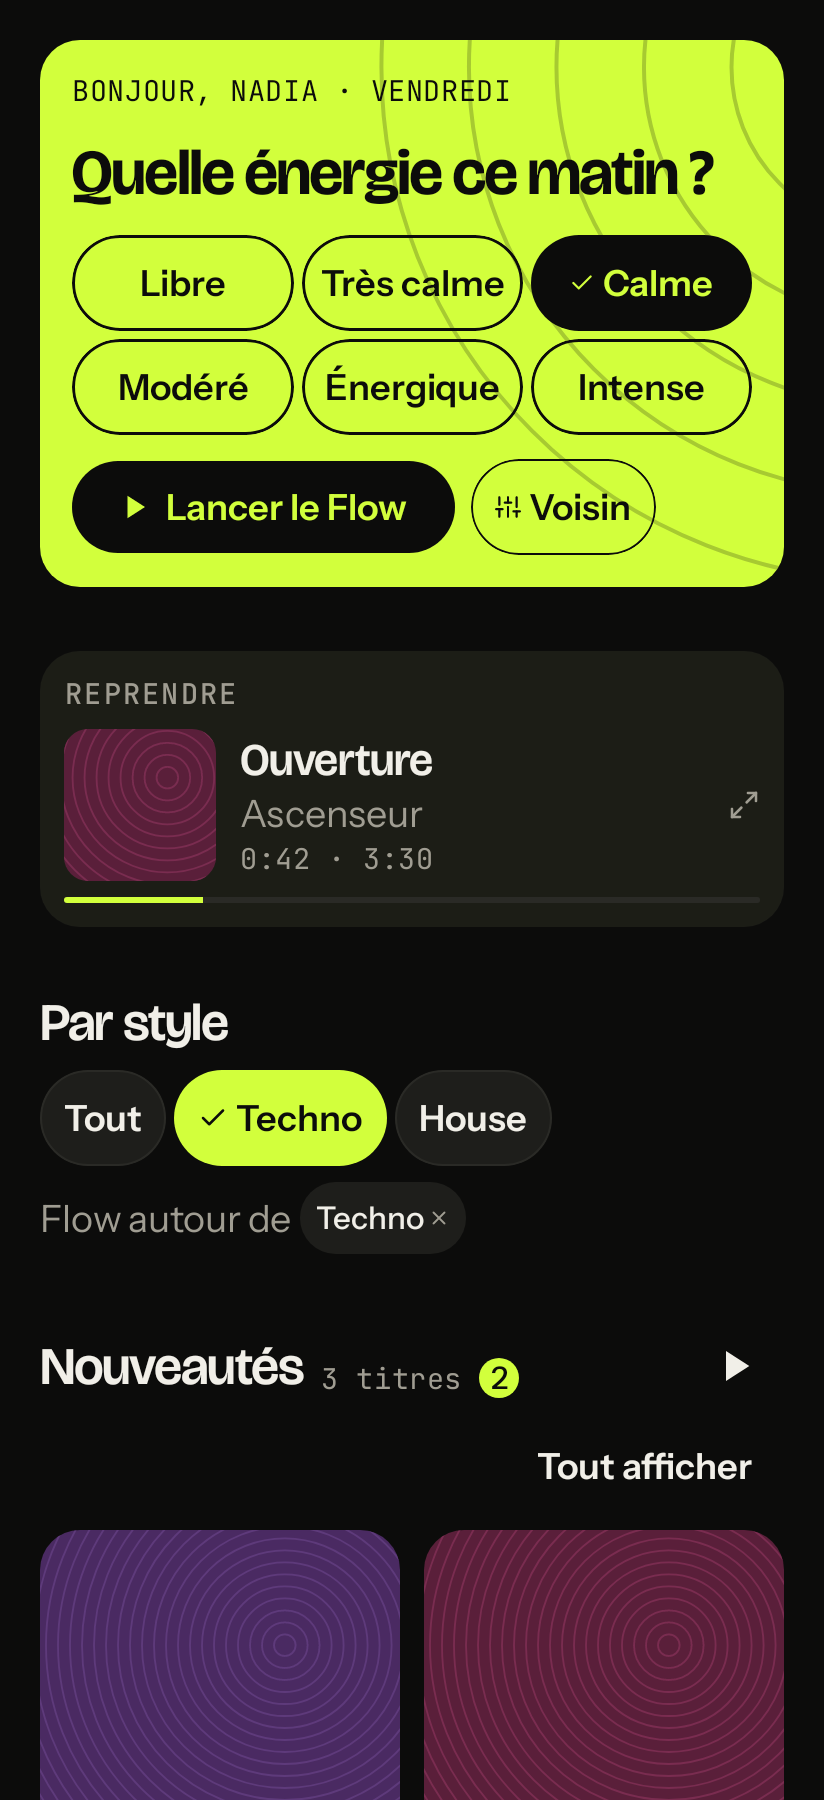 BONJOUR, NADIA · VENDREDI
Quelle énergie ce matin ?
Libre Très calme Calme
Modéré Énergique Intense
Lancer le Flow Voisin
REPRENDRE
Ouverture
Ascenseur
0:42 · 3:30
Par style
Tout Techno House
Flow autour de Techno ×
Nouveautés 3 titres 2
Tout afficher